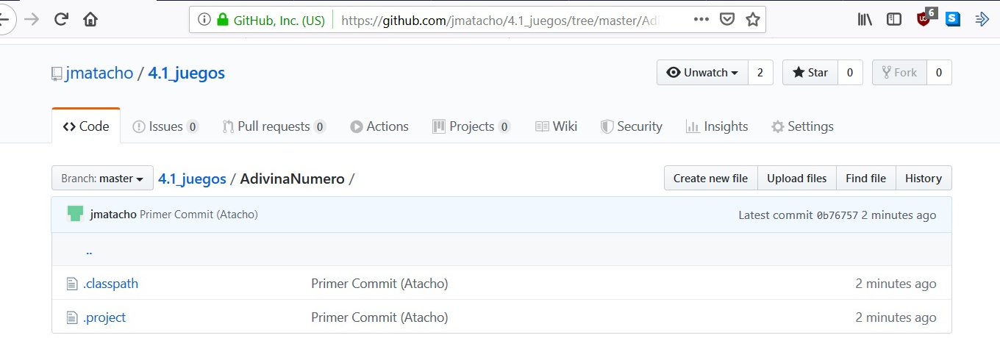 GitHub, Inc. (US) https://github.com/jmatacho/4.1_juegos/tree/master/Ad
6
S
jmatacho / 4.1_juegos
Unwatch 2 Star 0 Fork 0
Code Issues 0 Pull requests 0 Actions Projects 0 Wiki Security Insights Settings
Branch: master 4.1_juegos / AdivinaNumero / Create new file Upload files Find file History
jmatacho Primer Commit (Atacho) Latest commit 0b76757 2 minutes ago
..
.classpath Primer Commit (Atacho) 2 minutes ago
.project Primer Commit (Atacho) 2 minutes ago